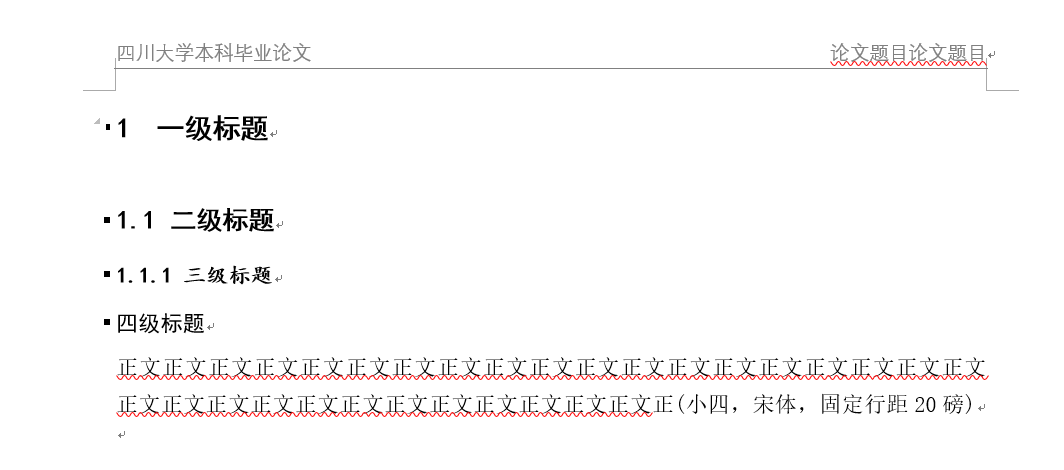 四川大学本科毕业论文 论文题目论文题目
1 一级标题
1.1 二级标题
1.1.1 三级标题
四级标题
正文正文正文正文正文正文正文正文正文正文正文正文正文正文正文正文正文正文正文
正文正文正文正文正文正文正文正文正文正文正文正文正(小四，宋体，固定行距 20 磅)